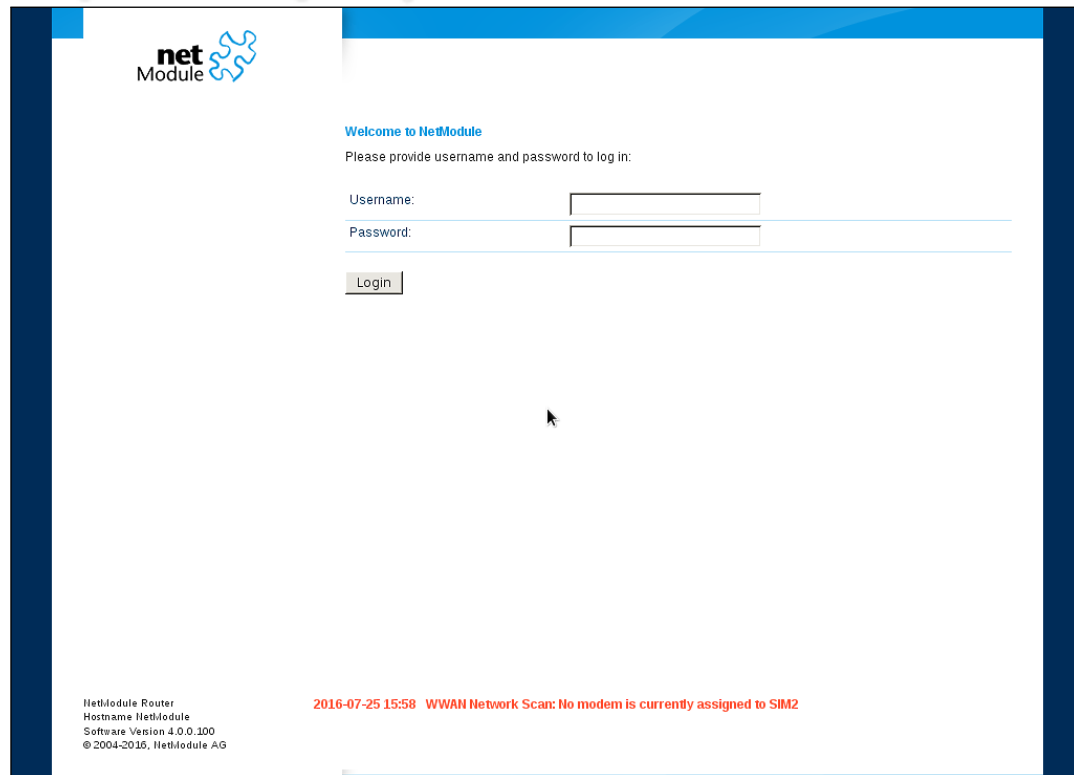 net
Module
Welcome to NetModule
Please provide username and password to log in:
Username:
Password:
Login
NetModule Router
Hostname NetModule
Software Version 4.0.0.100
© 2004-2016, NetModule AG
2016-07-25 15:58 WWAN Network Scan: No modem is currently assigned to SIM2